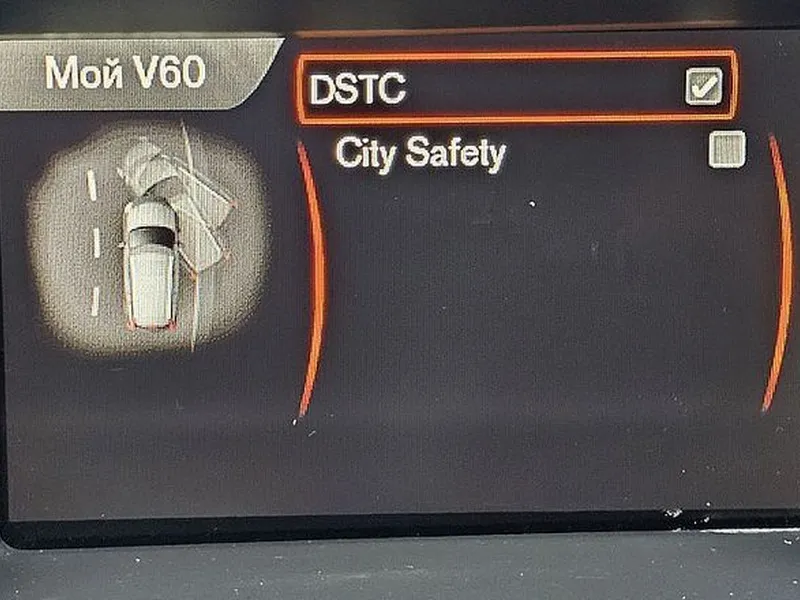 Мой V60
DSTC
City Safety